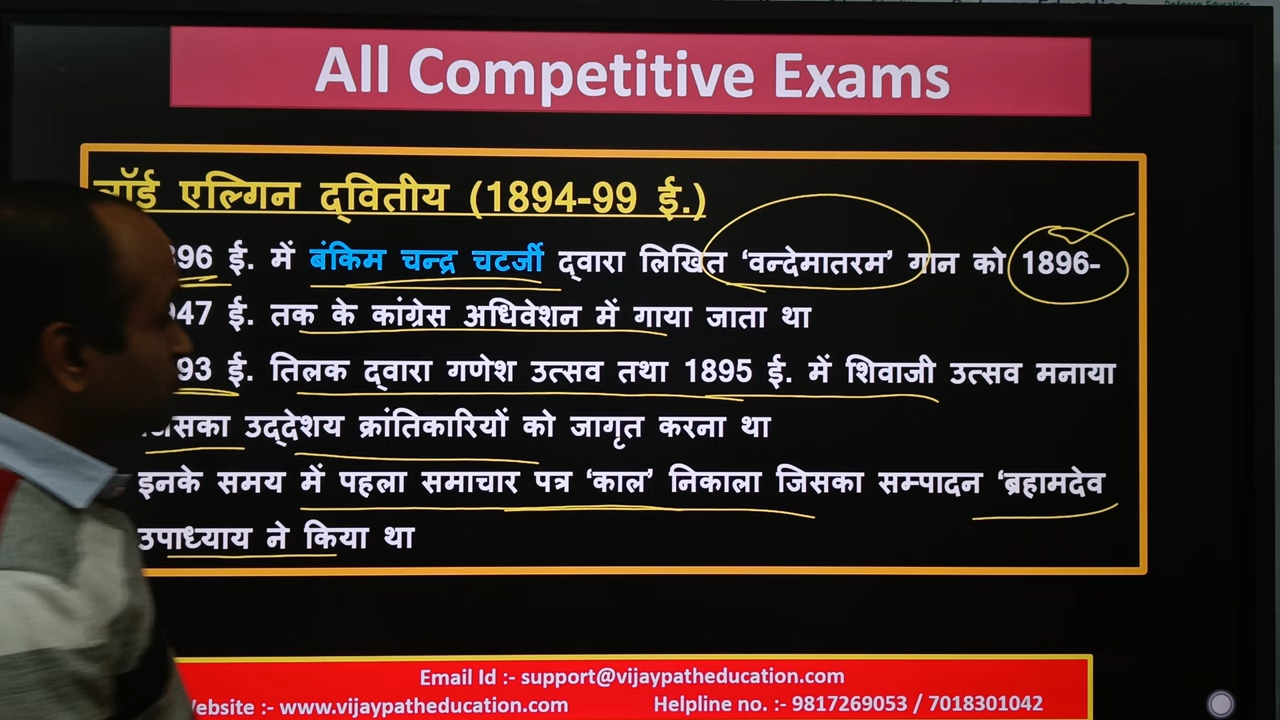 All Competitive Exams
लॉर्ड एल्गिन द्वितीय (1894-99 ई.)
96 ई. में बंकिम चन्द्र चटर्जी द्वारा लिखित ‘वन्देमातरम’ गान को 1896-
47 ई. तक के कांग्रेस अधिवेशन में गाया जाता था
93 ई. तिलक द्वारा गणेश उत्सव तथा 1895 ई. में शिवाजी उत्सव मनाया
जिसका उद्देशय क्रांतिकारियों को जागृत करना था
इनके समय में पहला समाचार पत्र ‘काल’ निकाला जिसका सम्पादन ‘ब्रहामदेव
उपाध्याय ने किया था
Email Id :- support@vijaypatheducation.com
Website :- www.vijaypatheducation.com Helpline no. :- 9817269053 / 7018301042